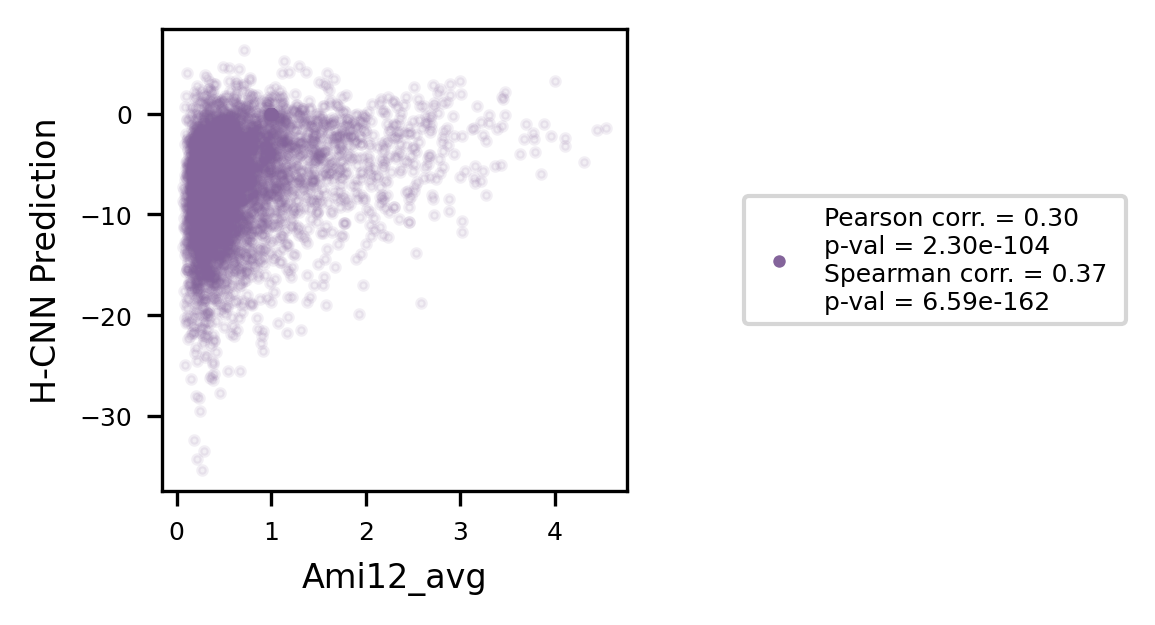 H-CNN Prediction
0
−10
−20
−30
0 1 2 3 4
Ami12_avg
Pearson corr. = 0.30
p-val = 2.30e-104
Spearman corr. = 0.37
p-val = 6.59e-162